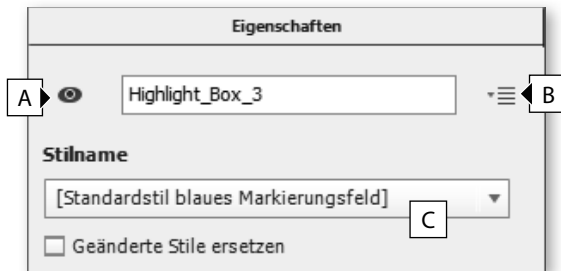 Eigenschaften
A Highlight_Box_3 B
Stilname
[Standardstil blaues Markierungsfeld]
C
Geänderte Stile ersetzen